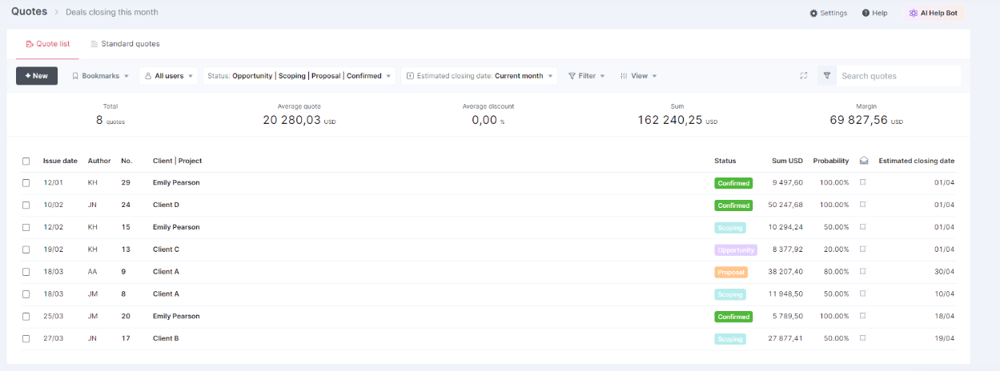 Quotes > Deals closing this month
Settings Help AI Help Bot
Quote list Standard quotes
+ New Bookmarks All users Status: Opportunity | Scoping | Proposal | Confirmed Estimated closing date: Current month Filter View Search quotes
Total Average quote Average discount Sum Margin
8 quotes 20 280,03 USD 0,00 % 162 240,25 USD 69 827,56 USD
Issue date Author No. Client | Project Status Sum USD Probability Estimated closing date
12/01 KH 29 Emily Pearson Confirmed 9 497,60 100.00% 01/04
10/02 JN 24 Client D Confirmed 50 247,68 100.00% 01/04
12/02 KH 15 Emily Pearson Scoping 10 294,24 50.00% 01/04
19/02 KH 13 Client C Opportunity 8 377,92 20.00% 01/04
18/03 AA 9 Client A Proposal 38 207,40 80.00% 30/04
18/03 JM 8 Client A Scoping 11 948,50 50.00% 10/04
25/03 JM 20 Emily Pearson Confirmed 5 789,50 100.00% 18/04
27/03 JN 17 Client B Scoping 27 877,41 50.00% 19/04